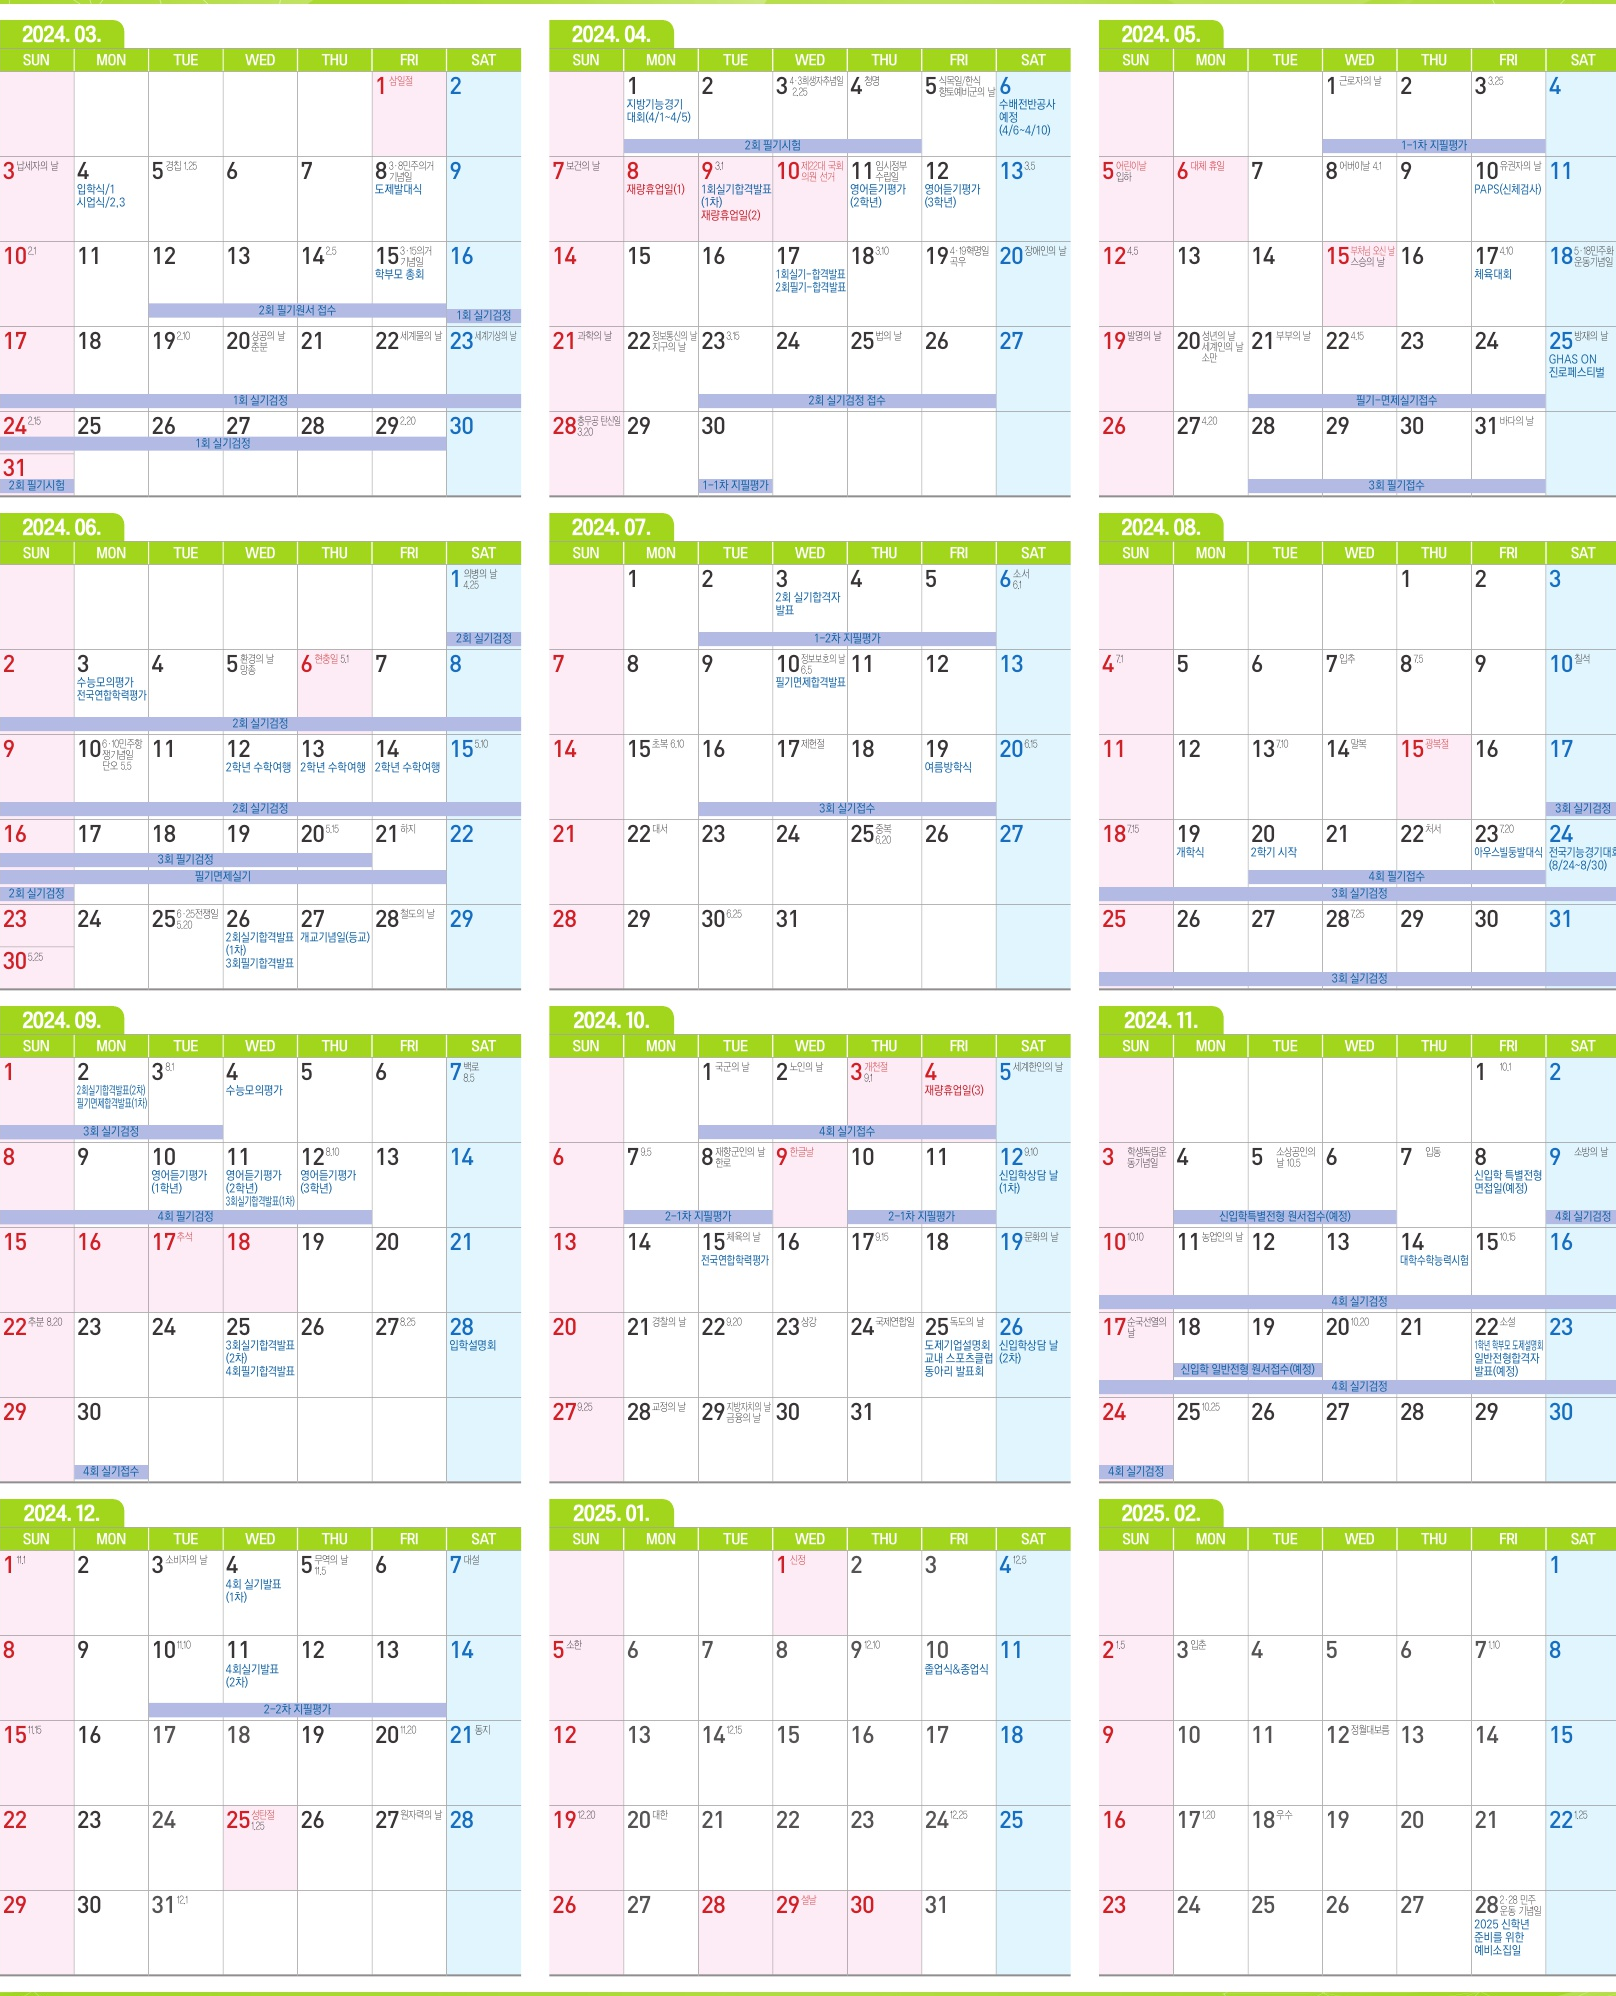 2024. 03.
SUN MON TUE WED THU FRI SAT
1 삼일절
2
3 납세자의 날
4
입학식/1
시업식/2,3
5 경칩 1.25
6
7
8 3·8민주의거
기념일
도제발대식
9
10 2.1
11
12
13
14 2.5
15 3·15의거
기념일
학부모 총회
16
2회 필기원서 접수
1회 실기검정
17
18
19 2.10
20 상공의 날
춘분
21
22 세계물의 날
23 세계기상의 날
1회 실기검정
24 2.15
25
26
27
28
29 2.20
30
1회 실기검정
31
2회 필기시험
2024. 04.
SUN MON TUE WED THU FRI SAT
1
지방기능경기
대회(4/1~4/5)
2
3 4·3희생자추념일
2.25
4 청명
5 식목일/한식
향토예비군의 날
6
수배전반공사
예정
(4/6~4/10)
2회 필기시험
7 보건의 날
8
재량휴업일(1)
9 3.1
1회실기합격발표
(1차)
재량휴업일(2)
10 제22대 국회
의원 선거
11 임시정부
수립일
영어듣기평가
(2학년)
12
영어듣기평가
(3학년)
13 3.5
14
15
16
17
1회실기-합격발표
2회필기-합격발표
18 3.10
19 4·19혁명일
곡우
20 장애인의 날
21 과학의 날
22 정보통신의 날
지구의 날
23 3.15
24
25 법의 날
26
27
2회 실기검정 접수
28 충무공 탄신일
3.20
29
30
1-1차 지필평가
2024. 05.
SUN MON TUE WED THU FRI SAT
1 근로자의 날
2
3 3.25
4
1-1차 지필평가
5 어린이날
입하
6 대체 휴일
7
8 어버이날 4.1
9
10 유권자의 날
PAPS(신체검사)
11
12 4.5
13
14
15 부처님 오신 날
스승의 날
16
17 4.10
체육대회
18 5·18민주화
운동기념일
19 발명의 날
20 성년의 날
세계인의 날
소만
21 부부의 날
22 4.15
23
24
25 방재의 날
GHAS ON
진로페스티벌
필기-면제실기접수
26
27 4.20
28
29
30
31 바다의 날
3회 필기접수
2024. 06.
SUN MON TUE WED THU FRI SAT
1 의병의 날
4.25
2회 실기검정
2
3
수능모의평가
전국연합학력평가
4
5 환경의 날
망종
6 현충일 5.1
7
8
2회 실기검정
9
10 6·10민주항
쟁기념일
단오 5.5
11
12
2학년 수학여행
13
2학년 수학여행
14
2학년 수학여행
15 5.10
2회 실기검정
16
17
18
19
20 5.15
21 하지
22
3회 필기검정
필기면제실기
2회 실기검정
23
24
25 6·25전쟁일
5.20
26
2회실기합격발표
(1차)
3회필기합격발표
27
개교기념일(등교)
28 철도의 날
29
30 5.25
2024. 07.
SUN MON TUE WED THU FRI SAT
1
2
3
2회 실기합격자
발표
4
5
6 소서
6.1
1-2차 지필평가
7
8
9
10 정보보호의 날
6.5
필기면제합격발표
11
12
13
14
15 초복 6.10
16
17 제헌절
18
19
여름방학식
20 6.15
3회 실기접수
21
22 대서
23
24
25 중복
6.20
26
27
28
29
30 6.25
31
2024. 08.
SUN MON TUE WED THU FRI SAT
1
2
3
4 7.1
5
6
7 입추
8 7.5
9
10 칠석
11
12
13 7.10
14 말복
15 광복절
16
17
3회 실기검정
18 7.15
19
개학식
20
2학기 시작
21
22 처서
23 7.20
아우스빌둥발대식
24
전국기능경기대회
(8/24~8/30)
4회 필기접수
3회 실기검정
25
26
27
28 7.25
29
30
31
3회 실기검정
2024. 09.
SUN MON TUE WED THU FRI SAT
1
2
2회실기합격발표(2차)
필기면제합격발표(1차)
3 8.1
4
수능모의평가
5
6
7 백로
8.5
3회 실기검정
8
9
10
영어듣기평가
(1학년)
11
영어듣기평가
(2학년)
3회실기합격발표(1차)
12 8.10
영어듣기평가
(3학년)
13
14
4회 필기검정
15
16
17 추석
18
19
20
21
22 추분 8.20
23
24
25
3회실기합격발표
(2차)
4회필기합격발표
26
27 8.25
28
입학설명회
29
30
4회 실기접수
2024. 10.
SUN MON TUE WED THU FRI SAT
1 국군의 날
2 노인의 날
3 개천절
9.1
4
재량휴업일(3)
5 세계한인의 날
4회 실기접수
6
7 9.5
8 재향군인의 날
한로
9 한글날
10
11
12 9.10
신입학상담 날
(1차)
2-1차 지필평가
2-1차 지필평가
13
14
15 체육의 날
전국연합학력평가
16
17 9.15
18
19 문화의 날
20
21 경찰의 날
22 9.20
23 상강
24 국제연합일
25 독도의 날
도제기업설명회
교내 스포츠클럽
동아리 발표회
26
신입학상담 날
(2차)
27 9.25
28 교정의 날
29 지방자치의 날
금융의 날
30
31
2024. 11.
SUN MON TUE WED THU FRI SAT
1 10.1
2
3 학생독립운
동기념일
4
5 소상공인의
날 10.5
6
7 입동
8
신입학 특별전형
면접일(예정)
9 소방의 날
신입학특별전형 원서접수(예정)
4회 실기검정
10 10.10
11 농업인의 날
12
13
14
대학수학능력시험
15 10.15
16
4회 실기검정
17 순국선열의
날
18
19
20 10.20
21
22 소설
1학년 학부모 도제설명회
일반전형합격자
발표(예정)
23
신입학 일반전형 원서접수(예정)
4회 실기검정
24
25 10.25
26
27
28
29
30
4회 실기검정
2024. 12.
SUN MON TUE WED THU FRI SAT
1 11.1
2
3 소비자의 날
4
4회 실기발표
(1차)
5 무역의 날
11.5
6
7 대설
8
9
10 11.10
11
4회실기발표
(2차)
12
13
14
2-2차 지필평가
15 11.15
16
17
18
19
20 11.20
21 동지
22
23
24
25 성탄절
1.25
26
27 원자력의 날
28
29
30
31 12.1
2025. 01.
SUN MON TUE WED THU FRI SAT
1 신정
2
3
4 12.5
5 소한
6
7
8
9 12.10
10
졸업식&종업식
11
12
13
14 12.15
15
16
17
18
19 12.20
20 대한
21
22
23
24 12.25
25
26
27
28
29 설날
30
31
2025. 02.
SUN MON TUE WED THU FRI SAT
1
2 1.5
3 입춘
4
5
6
7 1.10
8
9
10
11
12 정월대보름
13
14
15
16
17 1.20
18 우수
19
20
21
22 1.25
23
24
25
26
27
28 2·28 민주
운동 기념일
2025 신학년
준비를 위한
예비소집일